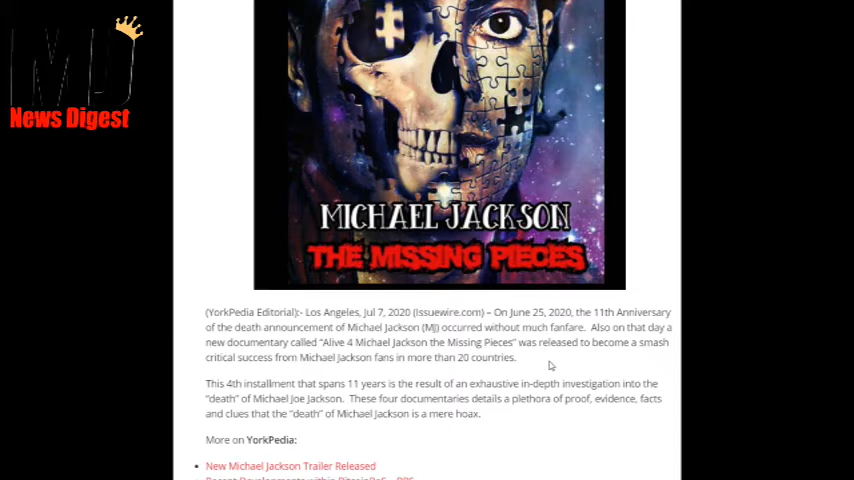 MJ
News Digest
MICHAEL JACKSON
THE MISSING PIECES
(YorkPedia Editorial):- Los Angeles, Jul 7, 2020 (Issuewire.com) – On June 25, 2020, the 11th Anniversary
of the death announcement of Michael Jackson (MJ) occurred without much fanfare. Also on that day a
new documentary called “Alive 4 Michael Jackson the Missing Pieces” was released to become a smash
critical success from Michael Jackson fans in more than 20 countries.
This 4th installment that spans 11 years is the result of an exhaustive in-depth investigation into the
“death” of Michael Joe Jackson. These four documentaries details a plethora of proof, evidence, facts
and clues that the “death” of Michael Jackson is a mere hoax.
More on YorkPedia:
New Michael Jackson Trailer Released